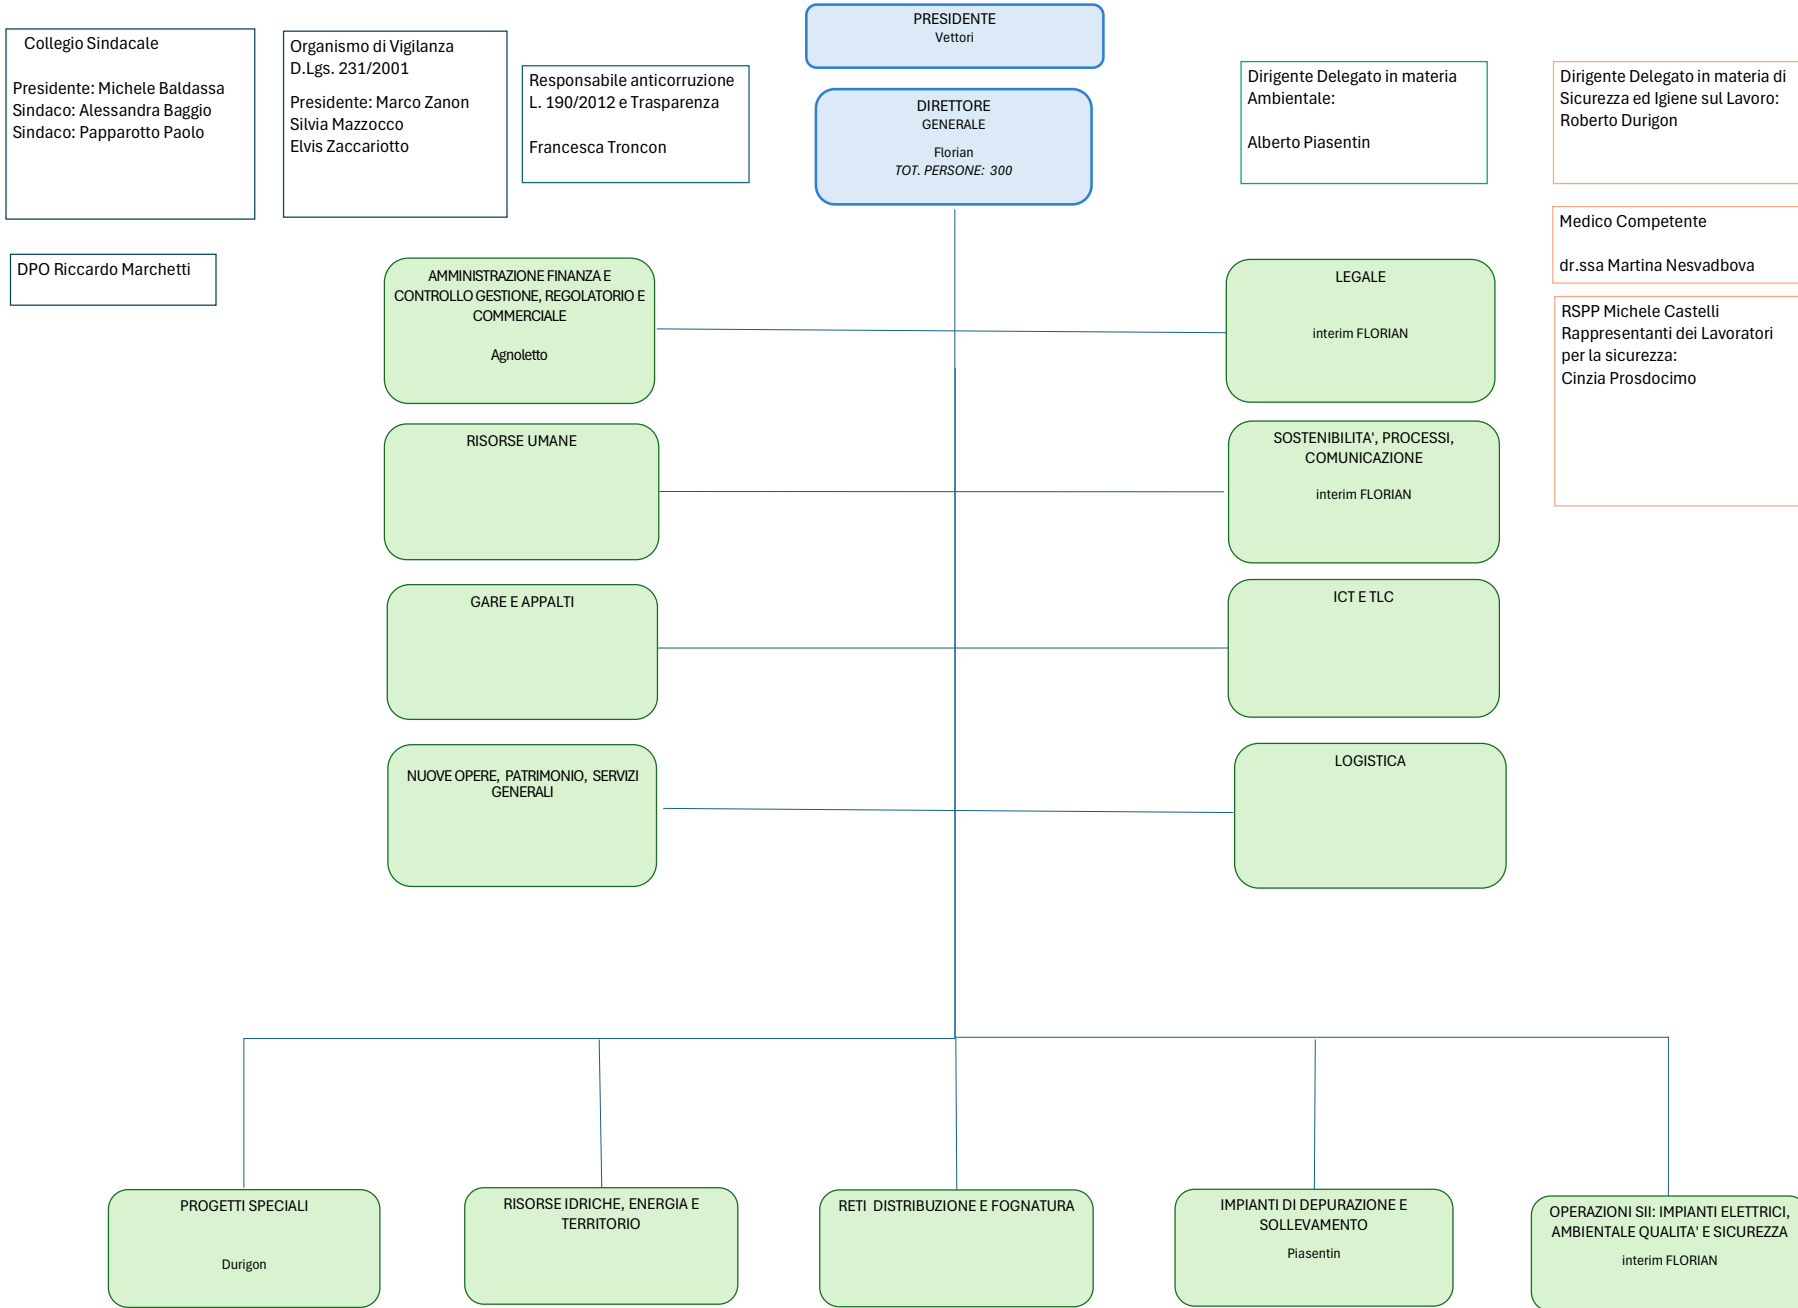 PRESIDENTE
Vettori
Collegio Sindacale
Presidente: Michele Baldassa
Sindaco: Alessandra Baggio
Sindaco: Papparotto Paolo
Organismo di Vigilanza
D.Lgs. 231/2001
Presidente: Marco Zanon
Silvia Mazzocco
Elvis Zaccariotto
Responsabile anticorruzione
L. 190/2012 e Trasparenza
Francesca Troncon
DIRETTORE
GENERALE
Florian
TOT. PERSONE: 300
Dirigente Delegato in materia
Ambientale:
Alberto Piasentin
Dirigente Delegato in materia di
Sicurezza ed Igiene sul Lavoro:
Roberto Durigon
Medico Competente
dr.ssa Martina Nesvadbova
RSPP Michele Castelli
Rappresentanti dei Lavoratori
per la sicurezza:
Cinzia Prosdocimo
DPO Riccardo Marchetti
AMMINISTRAZIONE FINANZA E
CONTROLLO GESTIONE, REGOLATORIO E
COMMERCIALE
Agnoletto
LEGALE
interim FLORIAN
RISORSE UMANE
SOSTENIBILITA', PROCESSI,
COMUNICAZIONE
interim FLORIAN
GARE E APPALTI
ICT E TLC
NUOVE OPERE, PATRIMONIO, SERVIZI
GENERALI
LOGISTICA
PROGETTI SPECIALI
Durigon
RISORSE IDRICHE, ENERGIA E
TERRITORIO
RETI DISTRIBUZIONE E FOGNATURA
IMPIANTI DI DEPURAZIONE E
SOLLEVAMENTO
Piasentin
OPERAZIONI SII: IMPIANTI ELETTRICI,
AMBIENTALE QUALITA' E SICUREZZA
interim FLORIAN